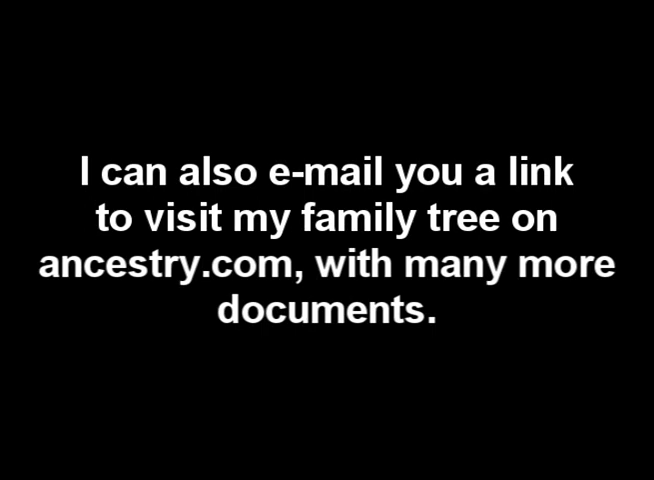 I can also e-mail you a link
to visit my family tree on
ancestry.com, with many more
documents.